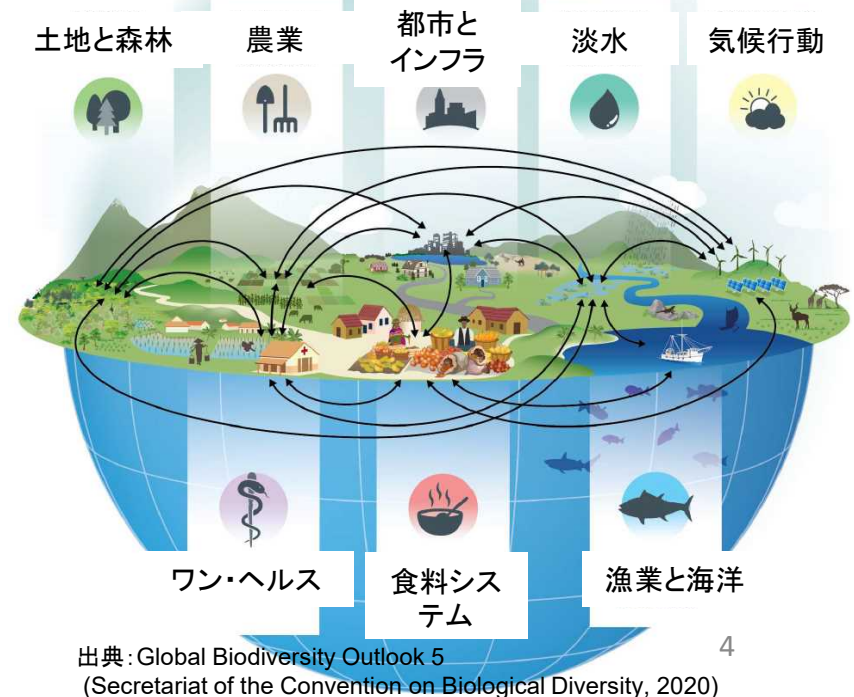 土地と森林
農業
都市と
インフラ
淡水
気候行動
ワン・ヘルス
食料シス
テム
漁業と海洋
4
出典：Global Biodiversity Outlook 5
(Secretariat of the Convention on Biological Diversity, 2020)